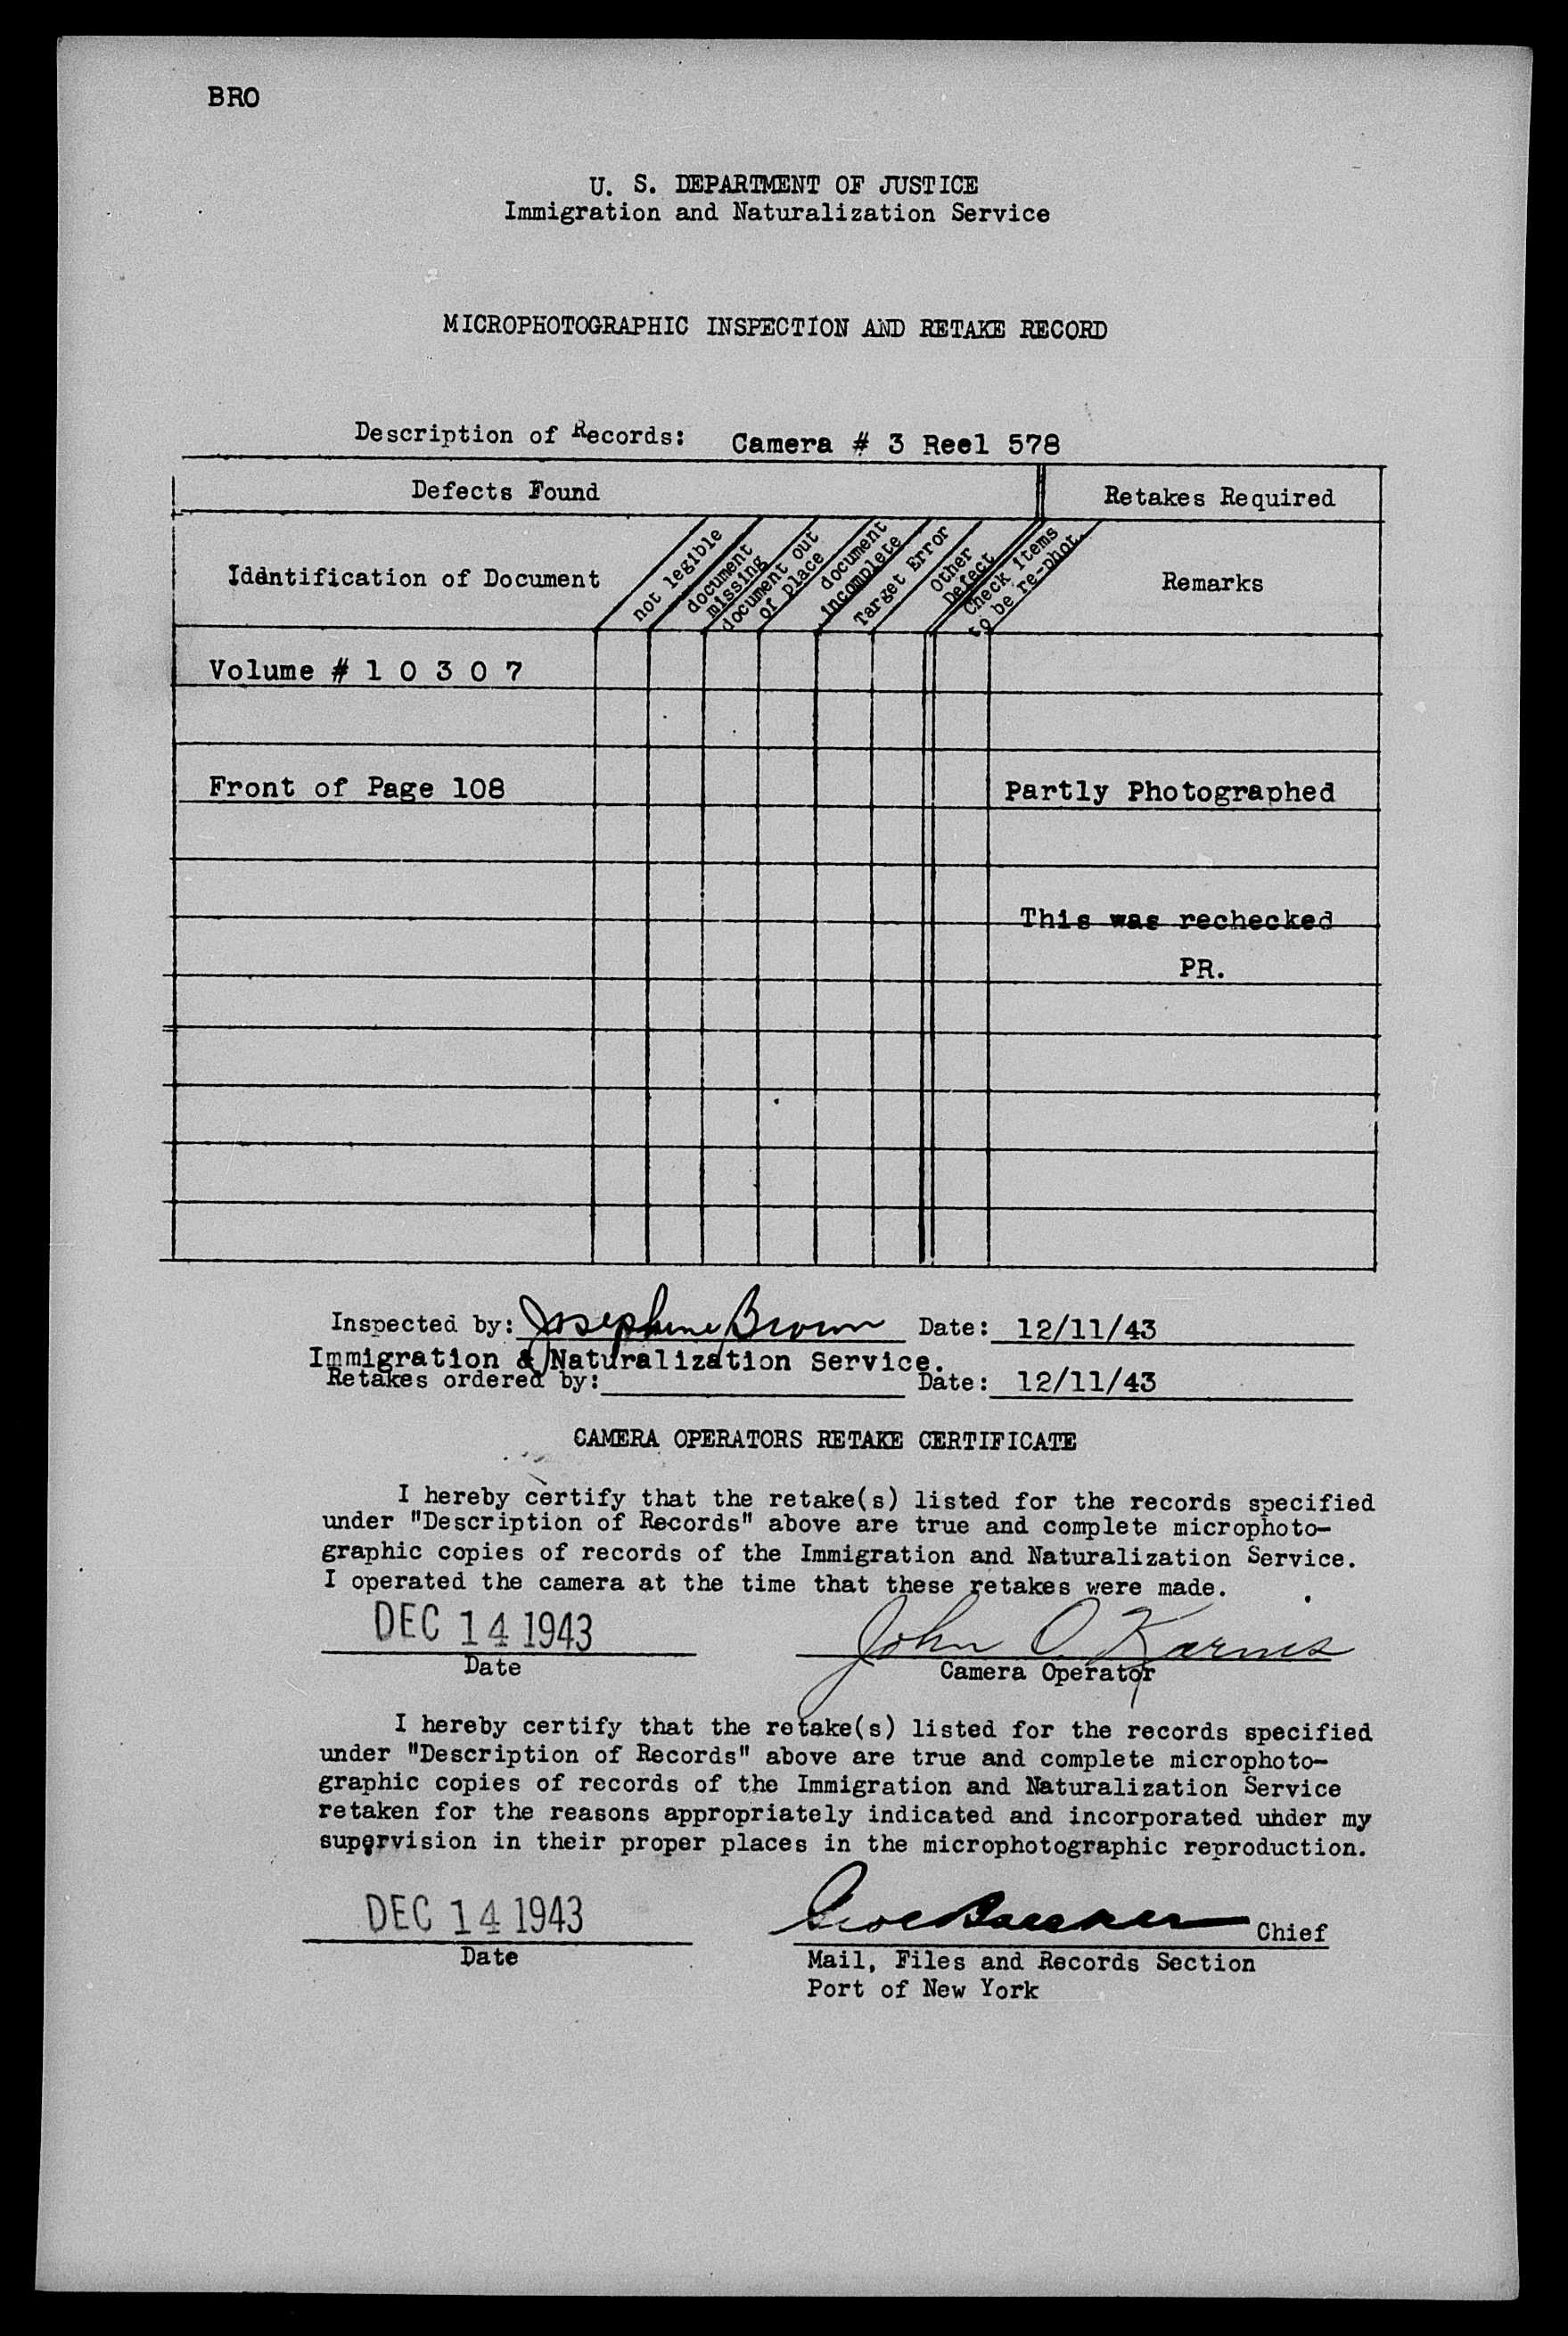 BRO
U. S. DEPARTMENT OF JUSTICE
Immigration and Naturalization Service
MICROPHOTOGRAPHIC INSPECTION AND RETAKE RECORD
Description of Records: Camera # 3 Reel 578
Defects Found
Retakes Required
Idàntification of Document
not legible
document missing
document out of place
document incomplete
Target Error
Other Defect
Check items to be re-phot.
Remarks
Volume # 1 0 3 0 7
Front of Page 108
Partly Photographed
This was rechecked
PR.
Inspected by: Josephine Brown Date: 12/11/43
Immigration & Naturalization Service.
Retakes ordered by: Date: 12/11/43
CAMERA OPERATORS RETAKE CERTIFICATE
I hereby certify that the retake(s) listed for the records specified
under "Description of Records" above are true and complete microphoto-
graphic copies of records of the Immigration and Naturalization Service.
I operated the camera at the time that these retakes were made.
DEC 14 1943
John O. Karnes
Date
Camera Operator
I hereby certify that the retake(s) listed for the records specified
under "Description of Records" above are true and complete microphoto-
graphic copies of records of the Immigration and Naturalization Service
retaken for the reasons appropriately indicated and incorporated under my
supervision in their proper places in the microphotographic reproduction.
DEC 14 1943
Chief
Date
Mail, Files and Records Section
Port of New York